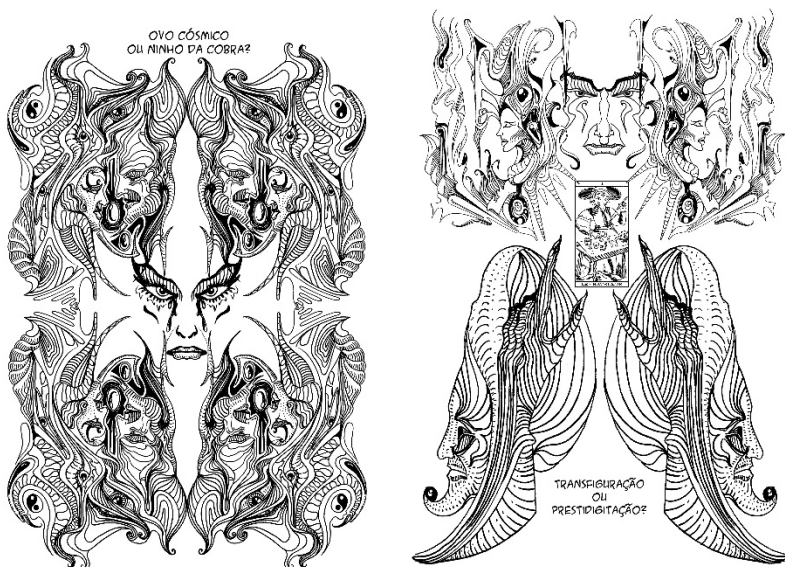 OVO CÓSMICO
OU NINHO DA COBRA?
TRANSFIGURAÇÃO
OU
PRESTIDIGITAÇÃO?